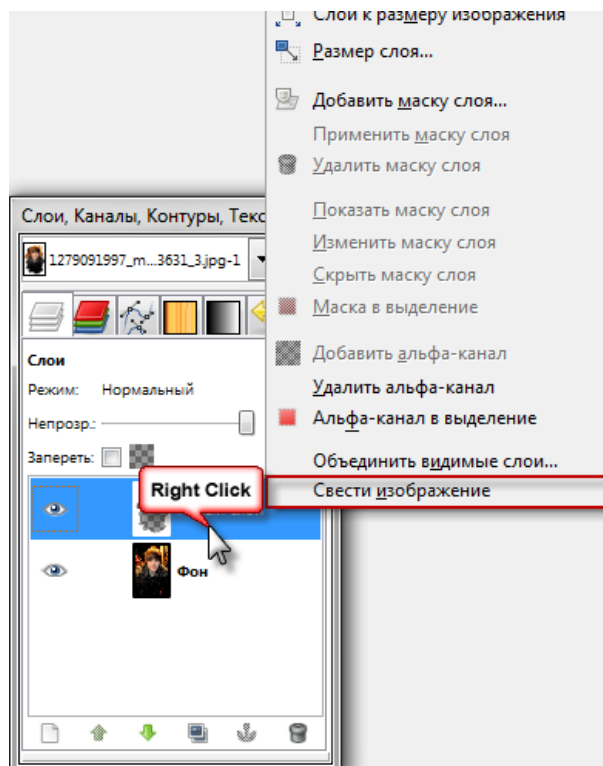 Слои к размеру изображения
Размер слоя...
Добавить маску слоя...
Применить маску слоя
Удалить маску слоя
Показать маску слоя
Изменить маску слоя
Скрыть маску слоя
Маска в выделение
Добавить альфа-канал
Удалить альфа-канал
Альфа-канал в выделение
Объединить видимые слои...
Свести изображение
Слои, Каналы, Контуры, Текс
1279091997_m...3631_3.jpg-1
Слои
Режим: Нормальный
Непрозр.:
Запереть:
Right Click
Фон